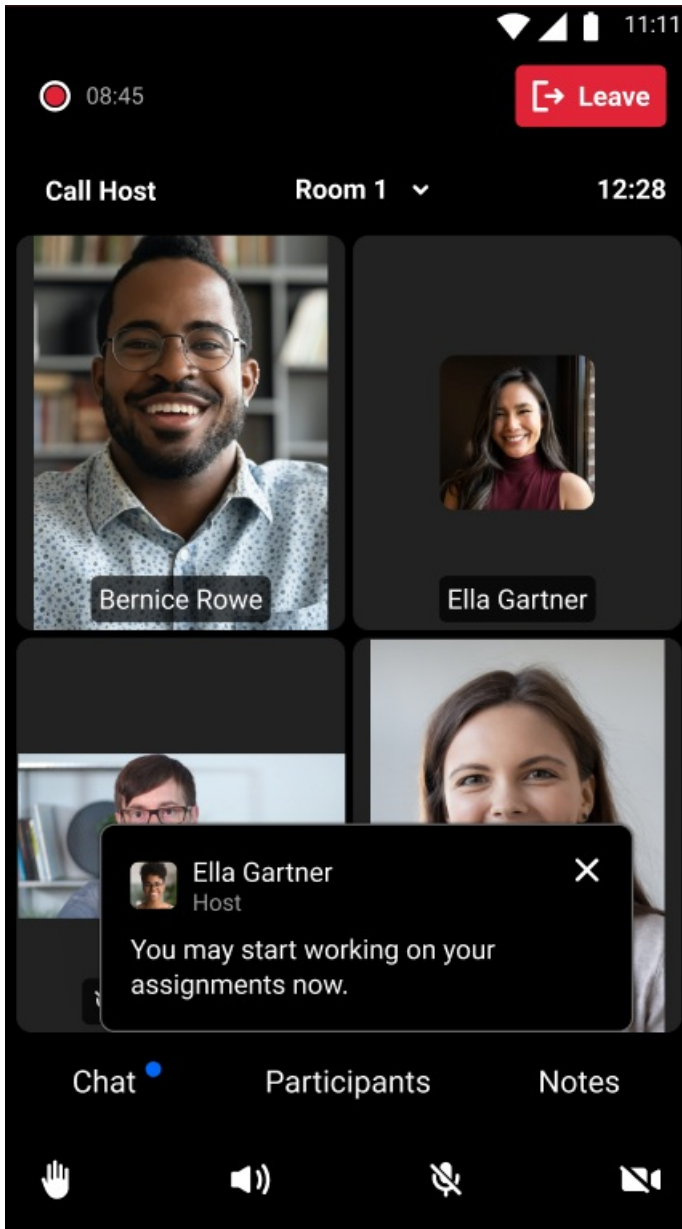 11:11
08:45
Leave
Call Host
Room 1
12:28
Bernice Rowe
Ella Gartner
Ella Gartner
Host
You may start working on your
assignments now.
Chat
Participants
Notes